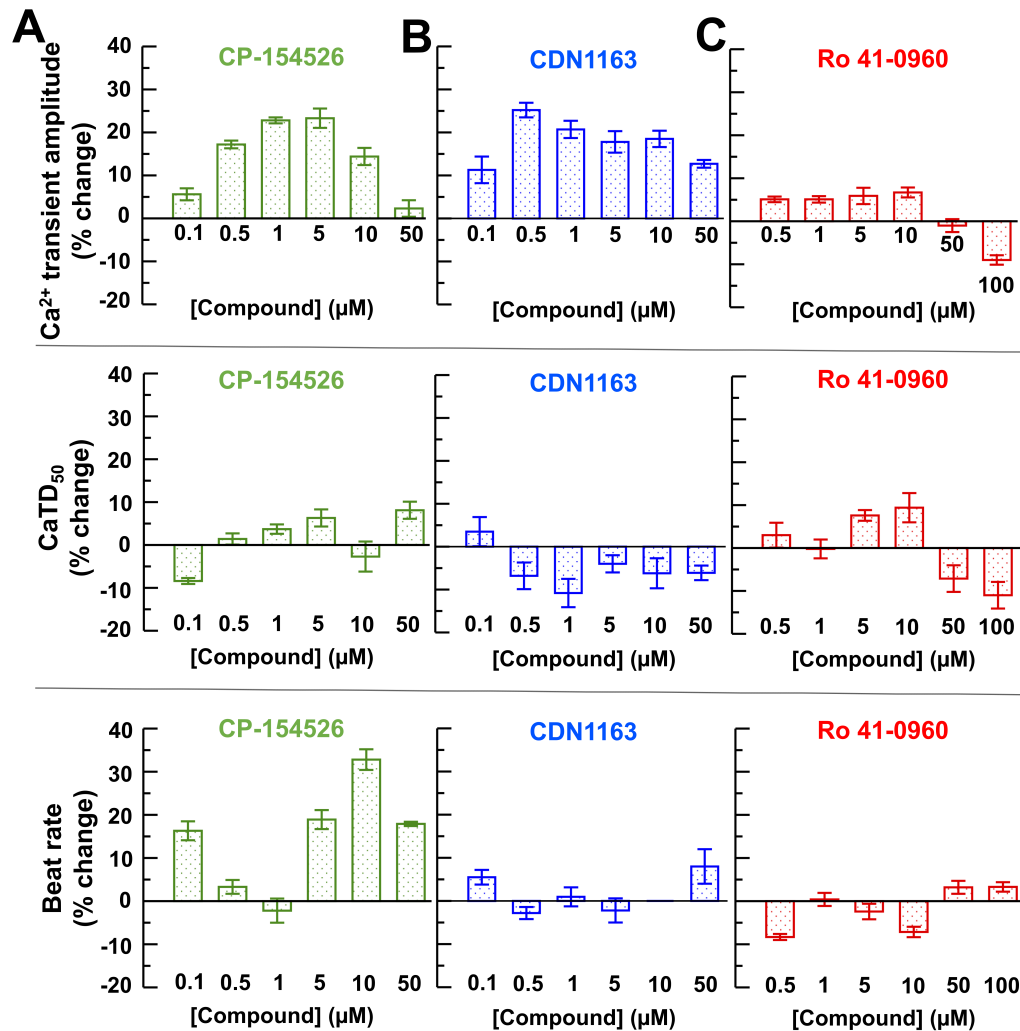 A B C
CP-154526 CDN1163 Ro 41-0960
Ca²⁺ transient amplitude
(% change)
40
30
20
10
0
-10
-20
0.1 0.5 1 5 10 50
0.1 0.5 1 5 10 50
0.5 1 5 10 50 100
[Compound] (µM) [Compound] (µM) [Compound] (µM)
CP-154526 CDN1163 Ro 41-0960
CaTD₅₀
(% change)
40
30
20
10
0
-10
-20
0.1 0.5 1 5 10 50
0.1 0.5 1 5 10 50
0.5 1 5 10 50 100
[Compound] (µM) [Compound] (µM) [Compound] (µM)
CP-154526 CDN1163 Ro 41-0960
Beat rate
(% change)
40
30
20
10
0
-10
-20
0.1 0.5 1 5 10 50
0.1 0.5 1 5 10 50
0.5 1 5 10 50 100
[Compound] (µM) [Compound] (µM) [Compound] (µM)